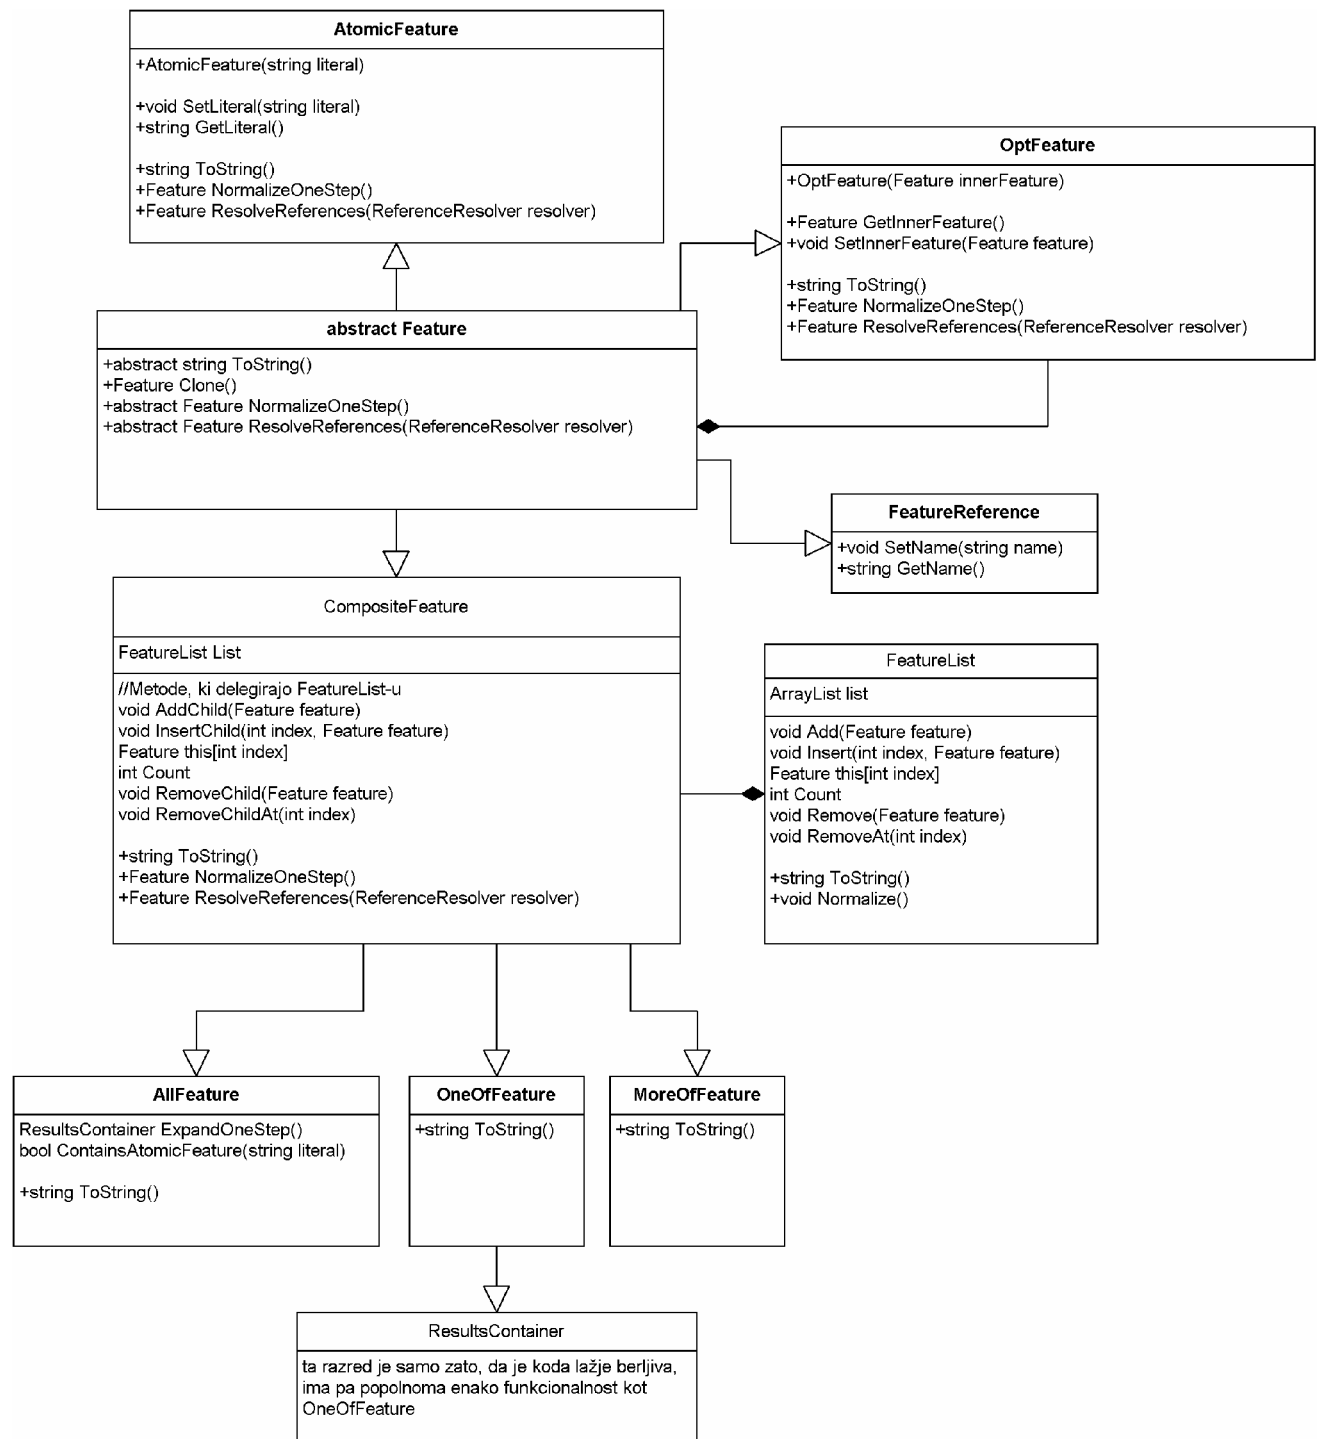 AtomicFeature
+AtomicFeature(string literal)
+void SetLiteral(string literal)
+string GetLiteral()
+string ToString()
+Feature NormalizeOneStep()
+Feature ResolveReferences(ReferenceResolver resolver)
OptFeature
+OptFeature(Feature innerFeature)
+Feature GetInnerFeature()
+void SetInnerFeature(Feature feature)
+string ToString()
+Feature NormalizeOneStep()
+Feature ResolveReferences(ReferenceResolver resolver)
abstract Feature
+abstract string ToString()
+Feature Clone()
+abstract Feature NormalizeOneStep()
+abstract Feature ResolveReferences(ReferenceResolver resolver)
FeatureReference
+void SetName(string name)
+string GetName()
CompositeFeature
FeatureList List
//Metode, ki delegirajo FeatureList-u
void AddChild(Feature feature)
void InsertChild(int index, Feature feature)
Feature this[int index]
int Count
void RemoveChild(Feature feature)
void RemoveChildAt(int index)
+string ToString()
+Feature NormalizeOneStep()
+Feature ResolveReferences(ReferenceResolver resolver)
FeatureList
ArrayList list
void Add(Feature feature)
void Insert(int index, Feature feature)
Feature this[int index]
int Count
void Remove(Feature feature)
void RemoveAt(int index)
+string ToString()
+void Normalize()
AllFeature
ResultsContainer ExpandOneStep()
bool ContainsAtomicFeature(string literal)
+string ToString()
OneOfFeature
+string ToString()
MoreOfFeature
+string ToString()
ResultsContainer
ta razred je samo zato, da je koda lažje berljiva,
ima pa popolnoma enako funkcionalnost kot
OneOfFeature